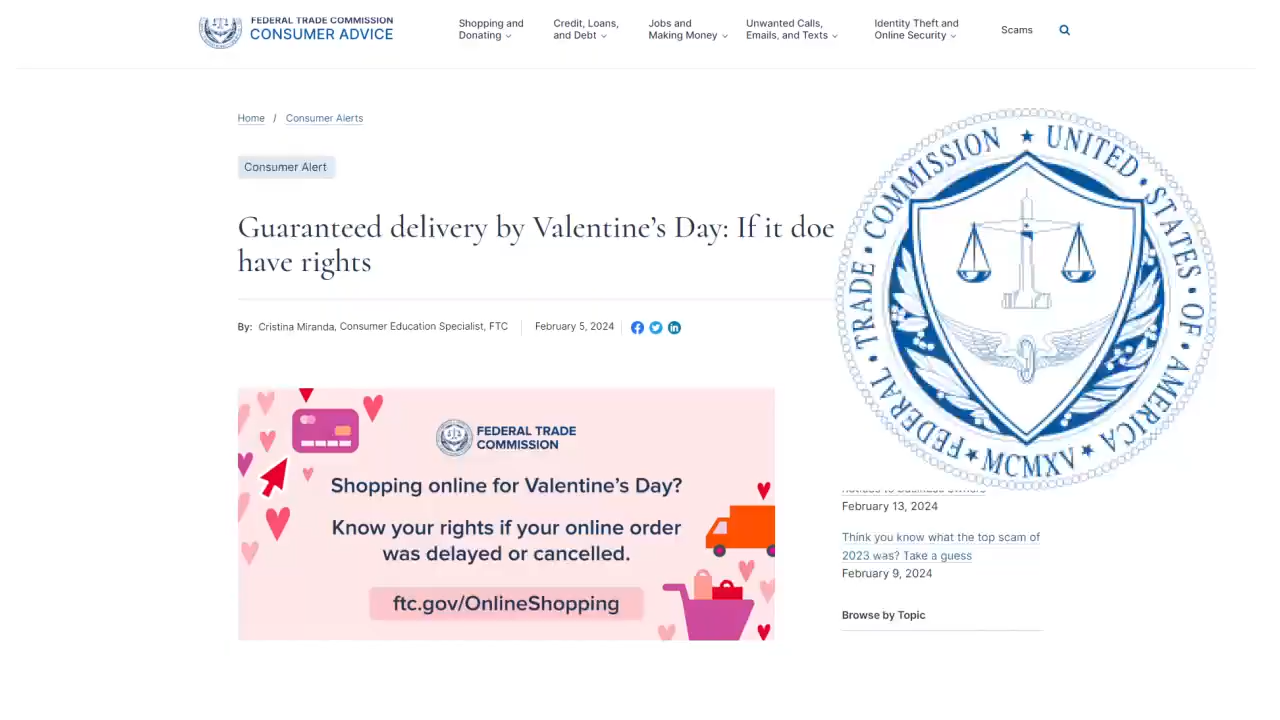 FEDERAL TRADE COMMISSION
CONSUMER ADVICE
Shopping and
Donating
Credit, Loans,
and Debt
Jobs and
Making Money
Unwanted Calls,
Emails, and Texts
Identity Theft and
Online Security
Scams
Home / Consumer Alerts
Consumer Alert
Guaranteed delivery by Valentine's Day: If it doe
have rights
By: Cristina Miranda, Consumer Education Specialist, FTC
February 5, 2024
FEDERAL TRADE
COMMISSION
Shopping online for Valentine's Day?
Know your rights if your online order
was delayed or cancelled.
ftc.gov/OnlineShopping
FEDERAL • TRADE • COMMISSION ★ UNITED • STATES • OF • AMERICA ★ MCMXV ★
February 13, 2024
Think you know what the top scam of
2023 was? Take a guess
February 9, 2024
Browse by Topic